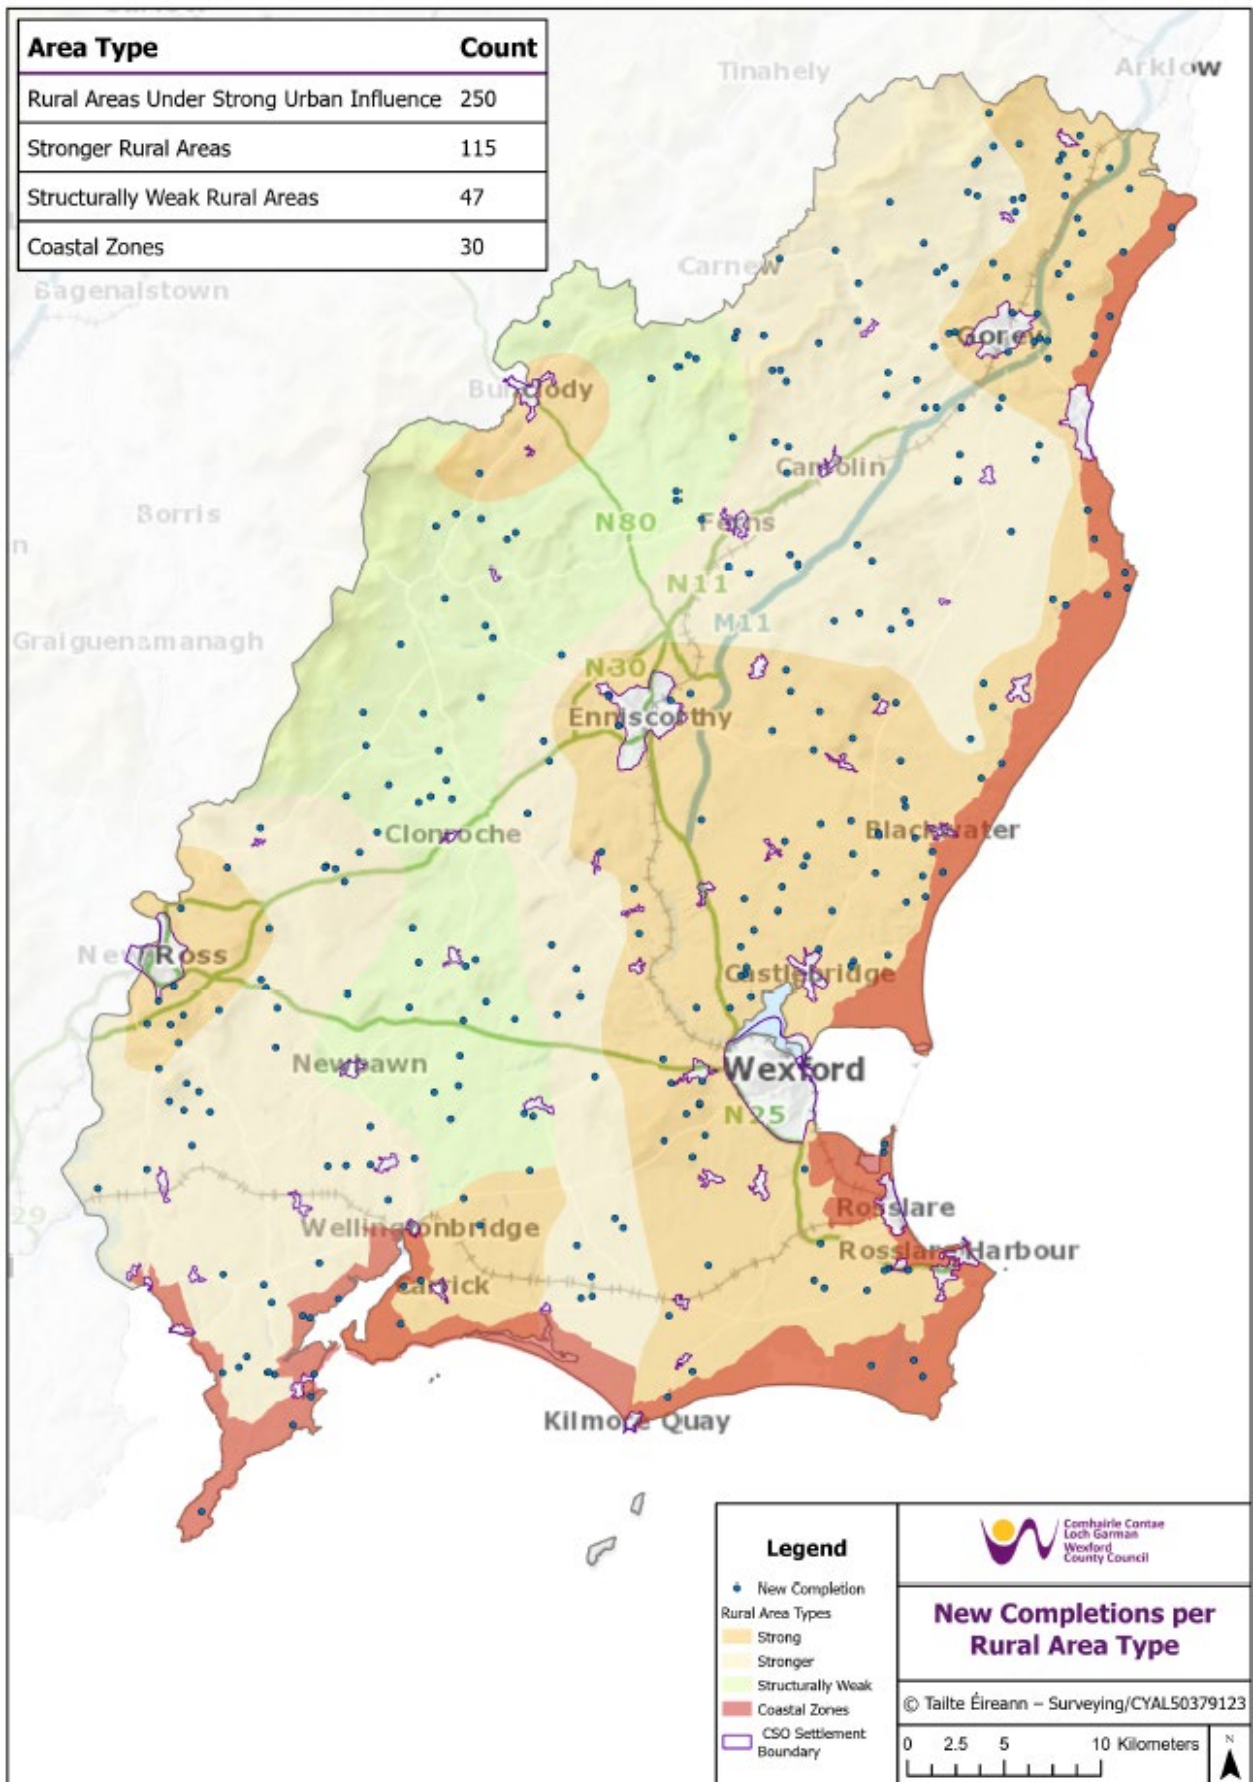 Area Type Count
Rural Areas Under Strong Urban Influence 250
Stronger Rural Areas 115
Structurally Weak Rural Areas 47
Coastal Zones 30
Tinahely
Arklow
Carnew
Bagenalstown
Gorey
Bunclody
Camolin
Borris
N80
Ferns
N11
M11
Graiguenamanagh
N30
Enniscorthy
Clonroche
Blackwater
New Ross
Castlebridge
Newbawn
Wexford
N25
29
Rosslare
Wellingtonbridge
Rosslare Harbour
Carrick
Kilmore Quay
Legend
New Completion
Rural Area Types
Strong
Stronger
Structurally Weak
Coastal Zones
CSO Settlement
Boundary
Comhairle Contae
Loch Garman
Wexford
County Council
New Completions per
Rural Area Type
© Tailte Éireann – Surveying/CYAL50379123
0 2.5 5 10 Kilometers
N